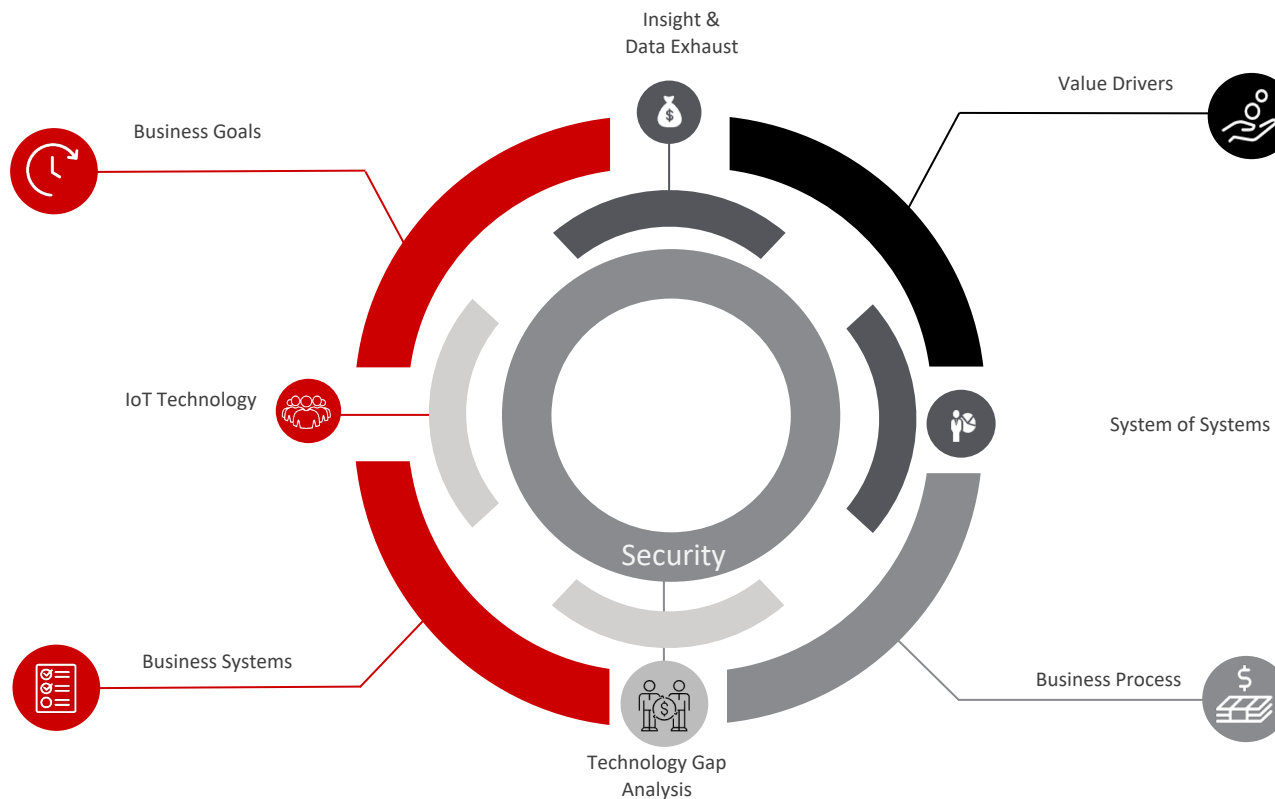 Insight &
Data Exhaust
Value Drivers
Business Goals
$
IoT Technology
System of Systems
Security
Business Systems
Business Process
$
$
Technology Gap
Analysis